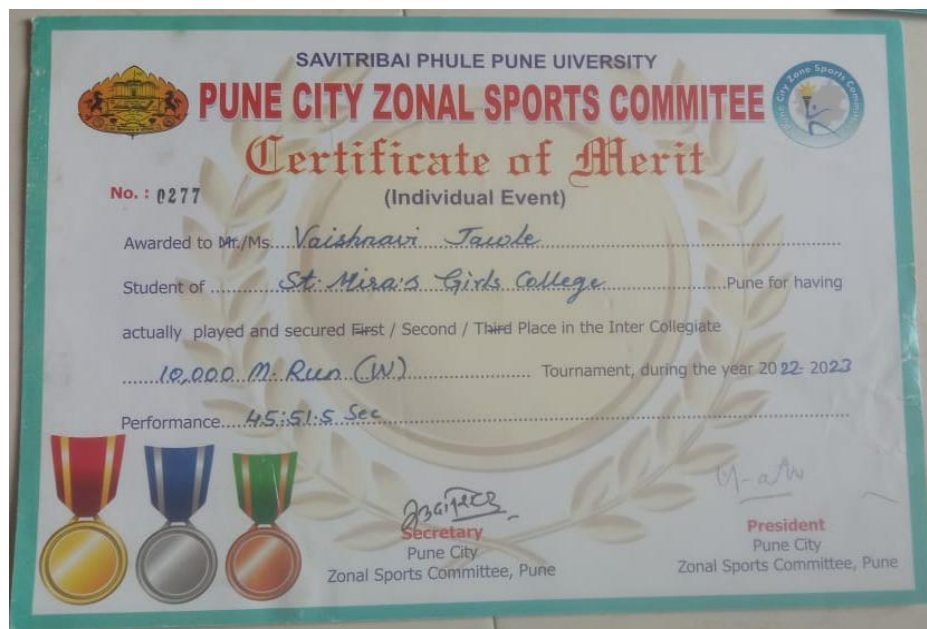 SAVITRIBAI PHULE PUNE UIVERSITY
PUNE CITY ZONAL SPORTS COMMITEE
Certificate of Merit
No. : 0277
(Individual Event)
Awarded to Mr./Ms....Vaishnavi Tawle
Student of ............St. Mira's Girls College......................Pune for having
actually played and secured First / Second / Third Place in the Inter Collegiate
......10,000 M. Run (W)...................... Tournament, during the year 2022- 2023
Performance....45:51.5 Sec
Secretary
Pune City
Zonal Sports Committee, Pune
President
Pune City
Zonal Sports Committee, Pune